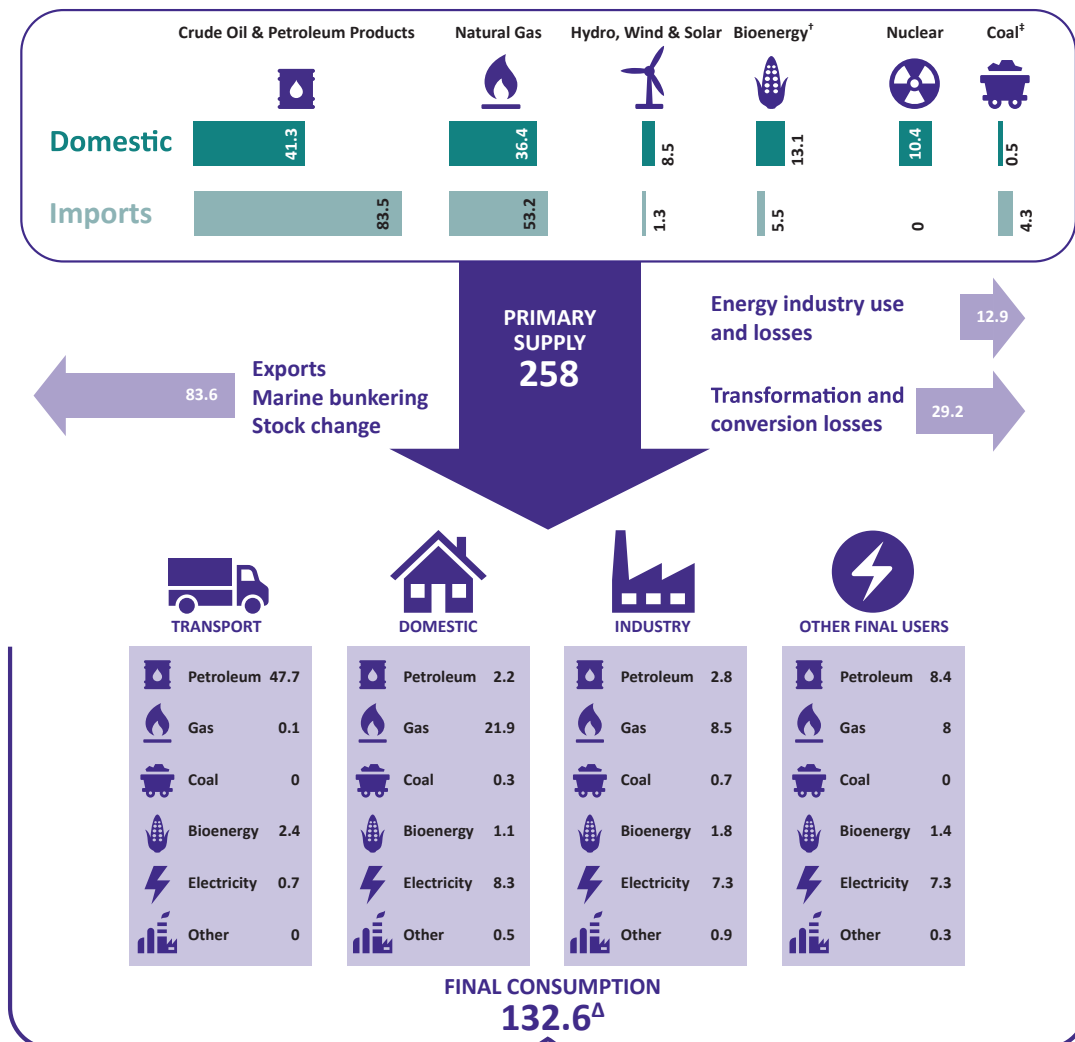 Crude Oil & Petroleum Products Natural Gas Hydro, Wind & Solar Bioenergy† Nuclear Coal‡
Domestic 41.3 36.4 8.5 13.1 10.4 0.5
Imports 83.5 53.2 1.3 5.5 0 4.3
PRIMARY
SUPPLY
258
Energy industry use
and losses
12.9
Exports
Marine bunkering
Stock change
83.6
Transformation and
conversion losses
29.2
TRANSPORT DOMESTIC INDUSTRY OTHER FINAL USERS
Petroleum 47.7 Petroleum 2.2 Petroleum 2.8 Petroleum 8.4
Gas 0.1 Gas 21.9 Gas 8.5 Gas 8
Coal 0 Coal 0.3 Coal 0.7 Coal 0
Bioenergy 2.4 Bioenergy 1.1 Bioenergy 1.8 Bioenergy 1.4
Electricity 0.7 Electricity 8.3 Electricity 7.3 Electricity 7.3
Other 0 Other 0.5 Other 0.9 Other 0.3
FINAL CONSUMPTION
132.6Δ